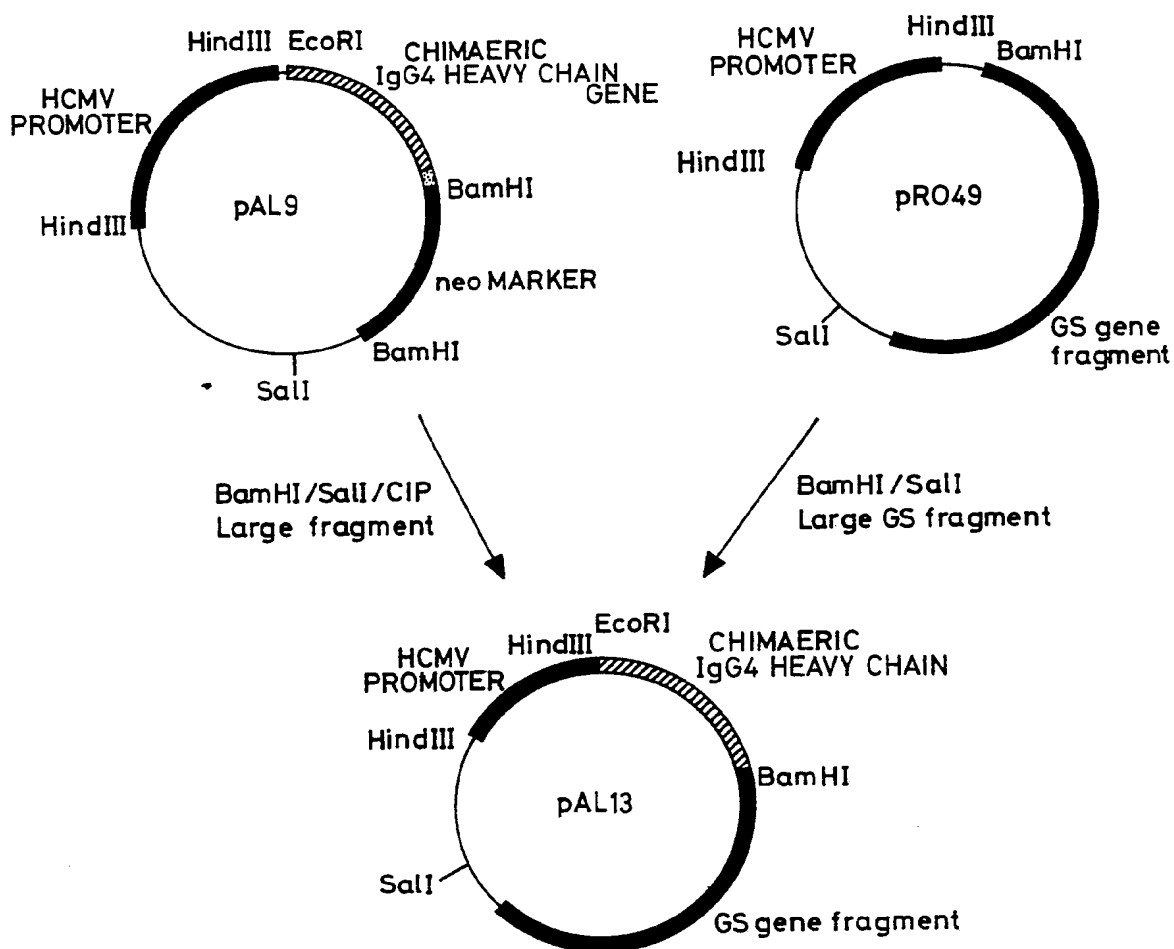 HindIII EcoRI
CHIMAERIC
IgG4 HEAVY CHAIN
GENE
HCMV
PROMOTER
BamHI
pAL9
HindIII
neo MARKER
BamHI
SalI
HCMV
PROMOTER
HindIII
BamHI
HindIII
pRO49
SalI
GS gene
fragment
BamHI/SalI/CIP
Large fragment
BamHI/SalI
Large GS fragment
HCMV
PROMOTER
HindIII
EcoRI
CHIMAERIC
IgG4 HEAVY CHAIN
HindIII
BamHI
pAL13
SalI
GS gene fragment